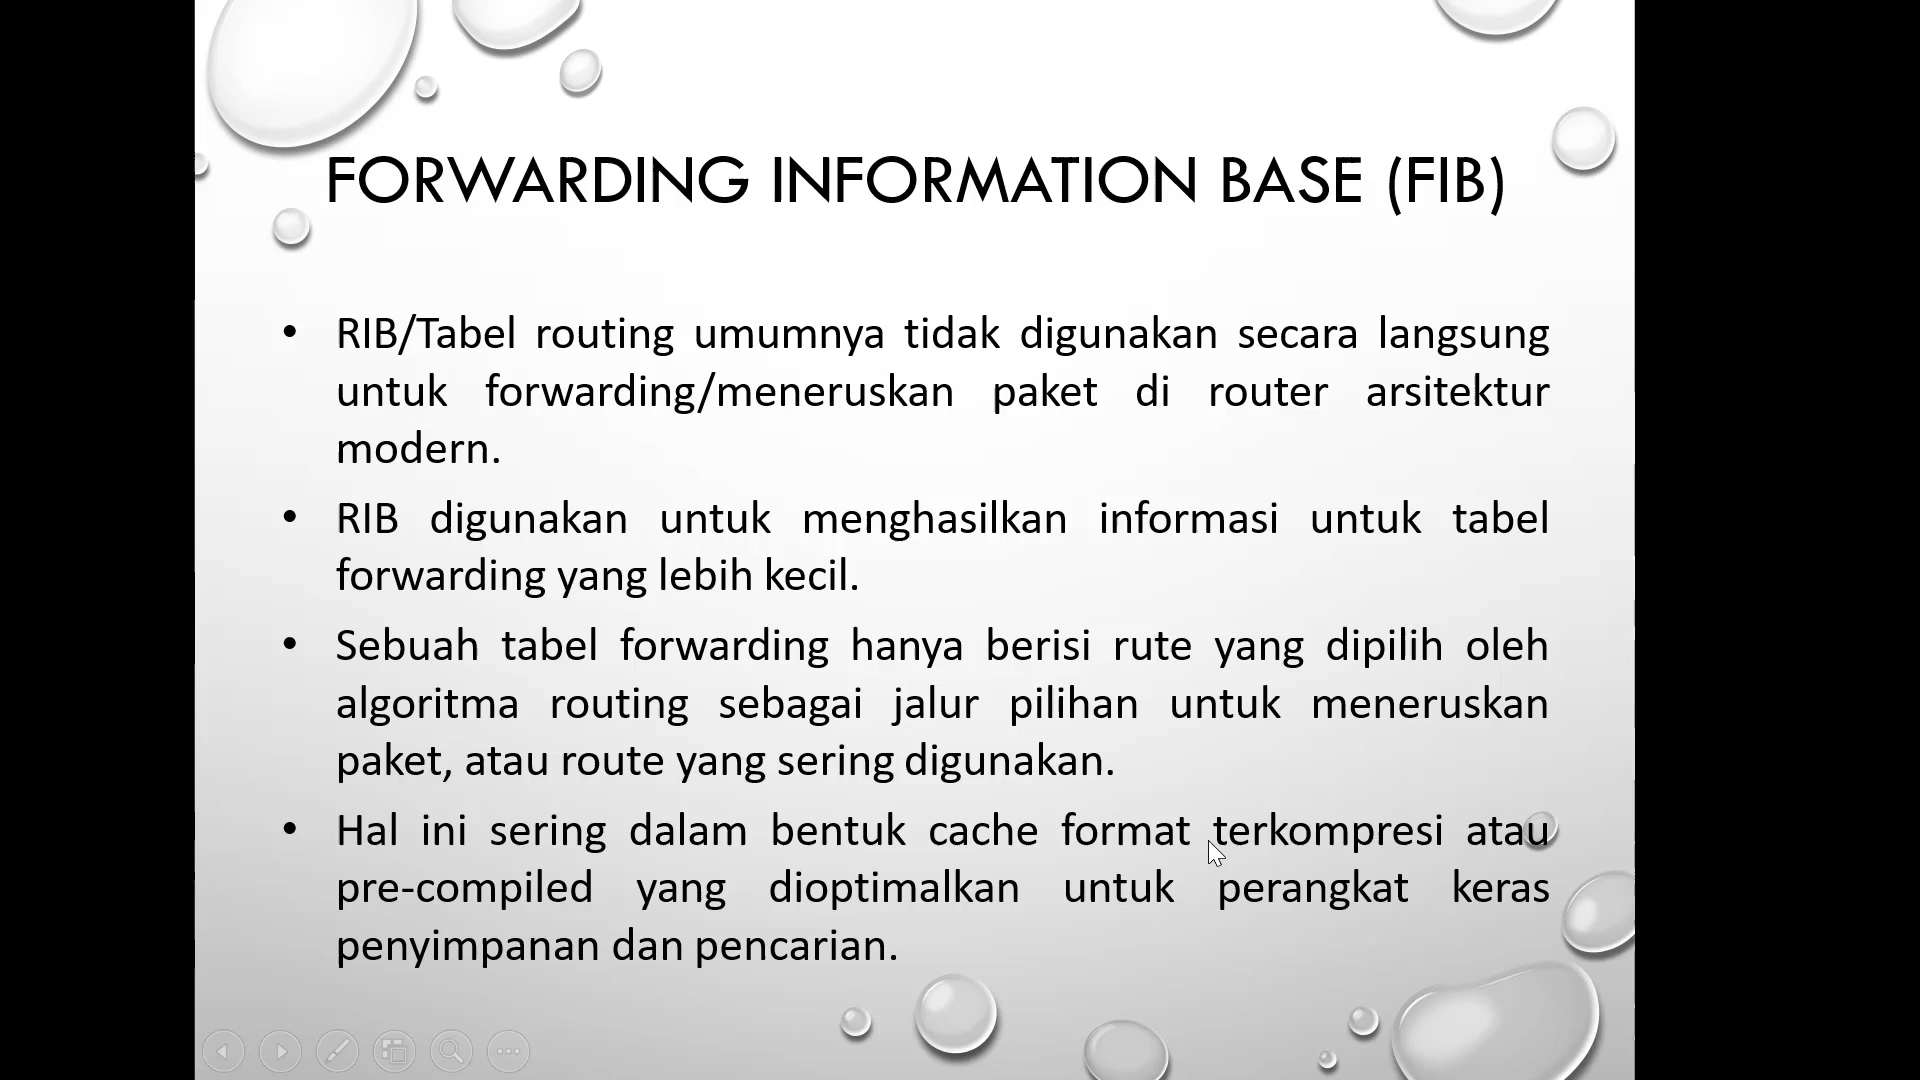 FORWARDING INFORMATION BASE (FIB)
• RIB/Tabel routing umumnya tidak digunakan secara langsung
untuk forwarding/meneruskan paket di router arsitektur
modern.
• RIB digunakan untuk menghasilkan informasi untuk tabel
forwarding yang lebih kecil.
• Sebuah tabel forwarding hanya berisi rute yang dipilih oleh
algoritma routing sebagai jalur pilihan untuk meneruskan
paket, atau route yang sering digunakan.
• Hal ini sering dalam bentuk cache format terkompresi atau
pre-compiled yang dioptimalkan untuk perangkat keras
penyimpanan dan pencarian.